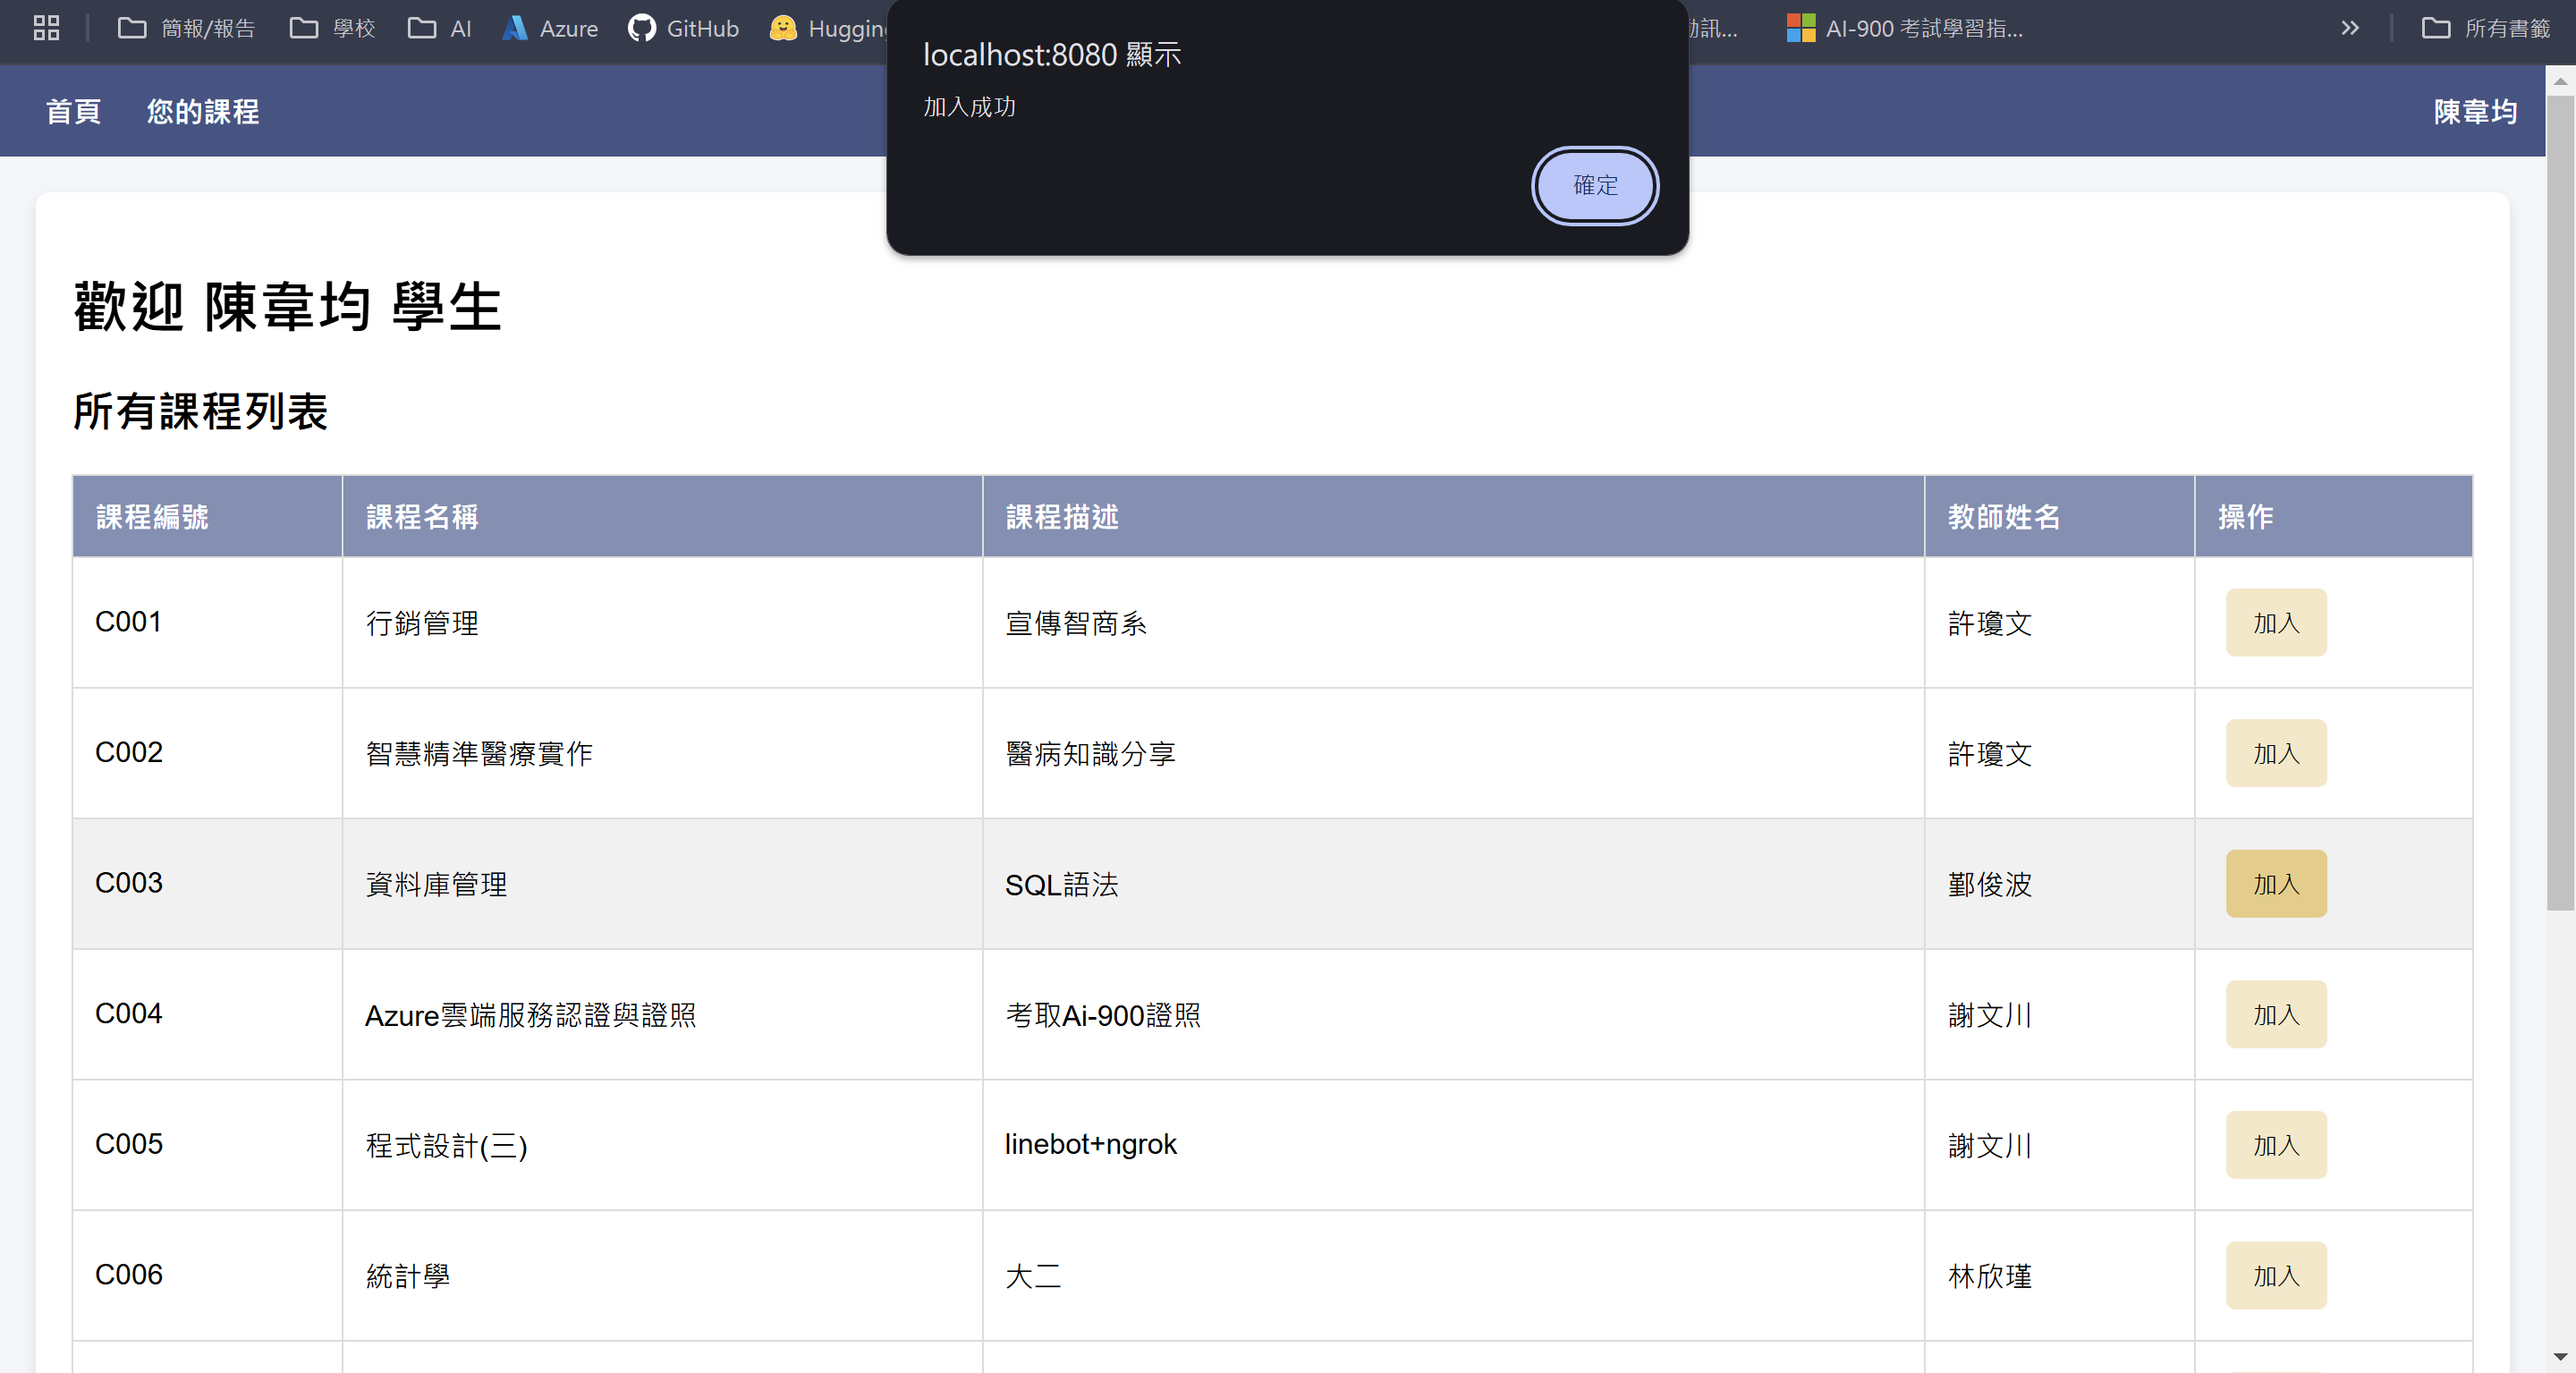 簡報/報告 學校 AI Azure GitHub Hugging AI-900 考試學習指... 所有書籤
localhost:8080 顯示
加入成功
確定
首頁 您的課程 陳韋均
歡迎 陳韋均 學生
所有課程列表
課程編號 課程名稱 課程描述 教師姓名 操作
C001 行銷管理 宣傳智商系 許瓊文 加入
C002 智慧精準醫療實作 醫病知識分享 許瓊文 加入
C003 資料庫管理 SQL語法 鄞俊波 加入
C004 Azure雲端服務認證與證照 考取Ai-900證照 謝文川 加入
C005 程式設計(三) linebot+ngrok 謝文川 加入
C006 統計學 大二 林欣瑾 加入